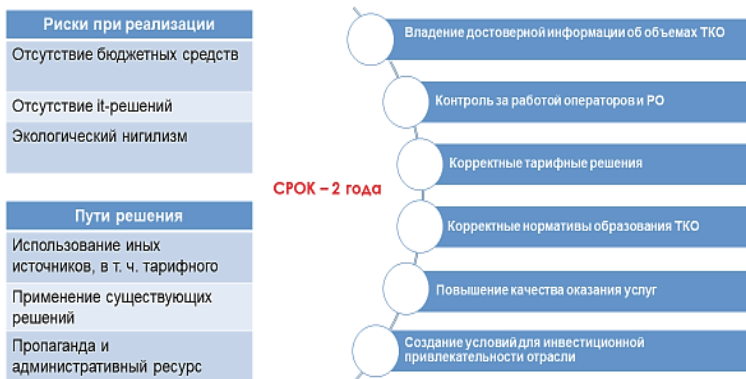 Риски при реализации
Отсутствие бюджетных средств
Отсутствие it-решений
Экологический нигилизм
Пути решения
Использование иных
источников, в т. ч. тарифного
Применение существующих
решений
Пропаганда и
административный ресурс
СРОК – 2 года
Владение достоверной информации об объемах ТКО
Контроль за работой операторов и РО
Корректные тарифные решения
Корректные нормативы образования ТКО
Повышение качества оказания услуг
Создание условий для инвестиционной
привлекательности отрасли